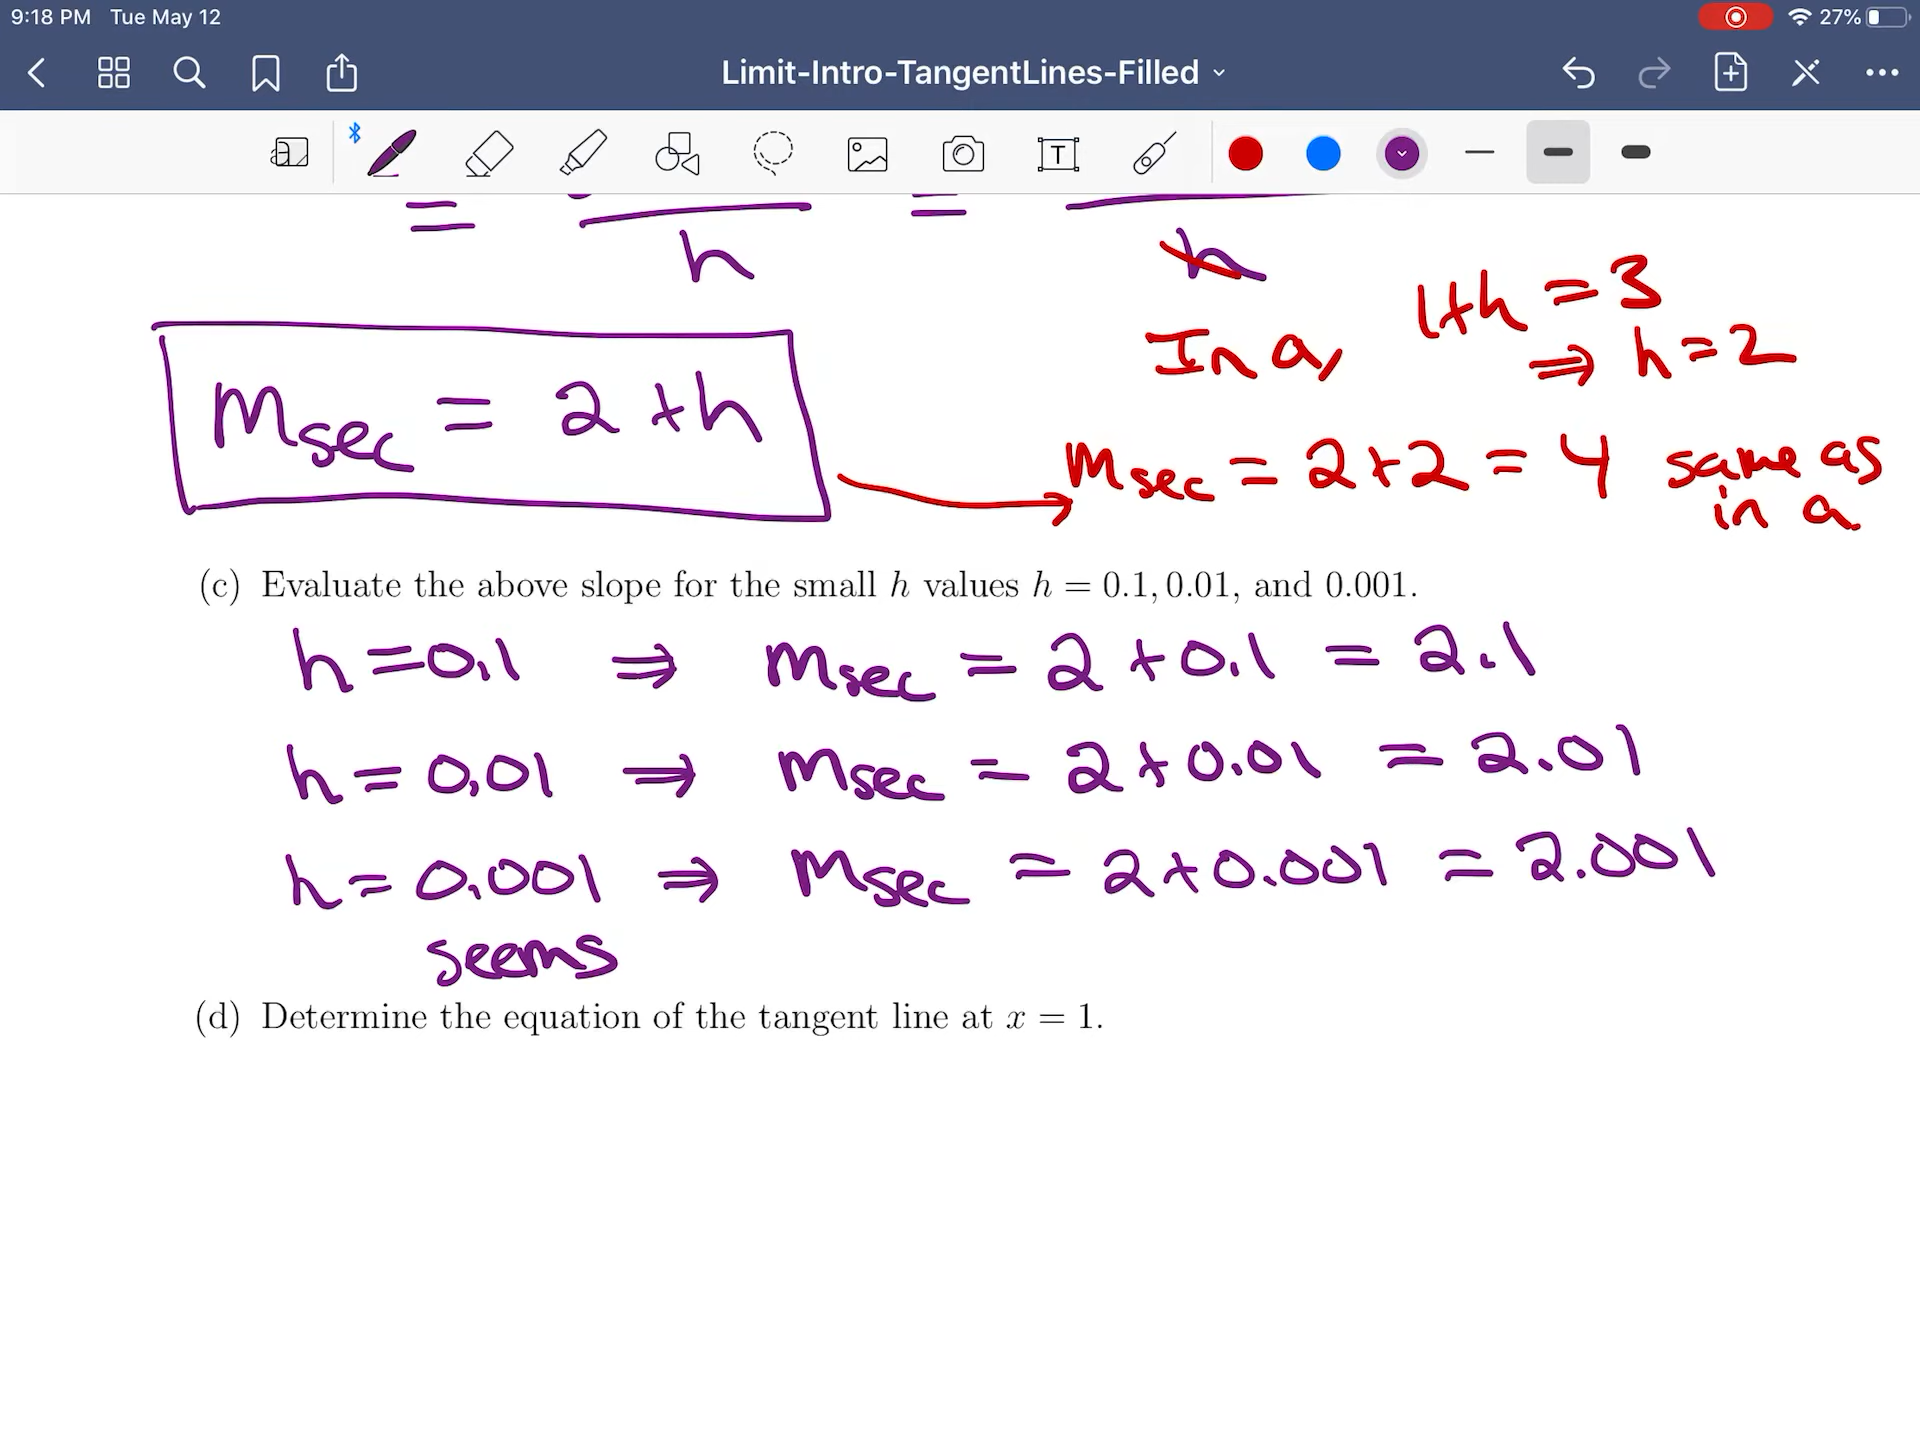 9:18 PM Tue May 12 27%
Limit-Intro-TangentLines-Filled
= =
h h
1+h = 3
In a, ⇒ h=2
Msec = 2 + h
Msec = 2+2 = 4 same as
in a
(c) Evaluate the above slope for the small h values h = 0.1, 0.01, and 0.001.
h = 0.1 ⇒ Msec = 2 + 0.1 = 2.1
h = 0.01 ⇒ Msec = 2 + 0.01 = 2.01
h = 0.001 ⇒ Msec = 2 + 0.001 = 2.001
seems
(d) Determine the equation of the tangent line at x = 1.